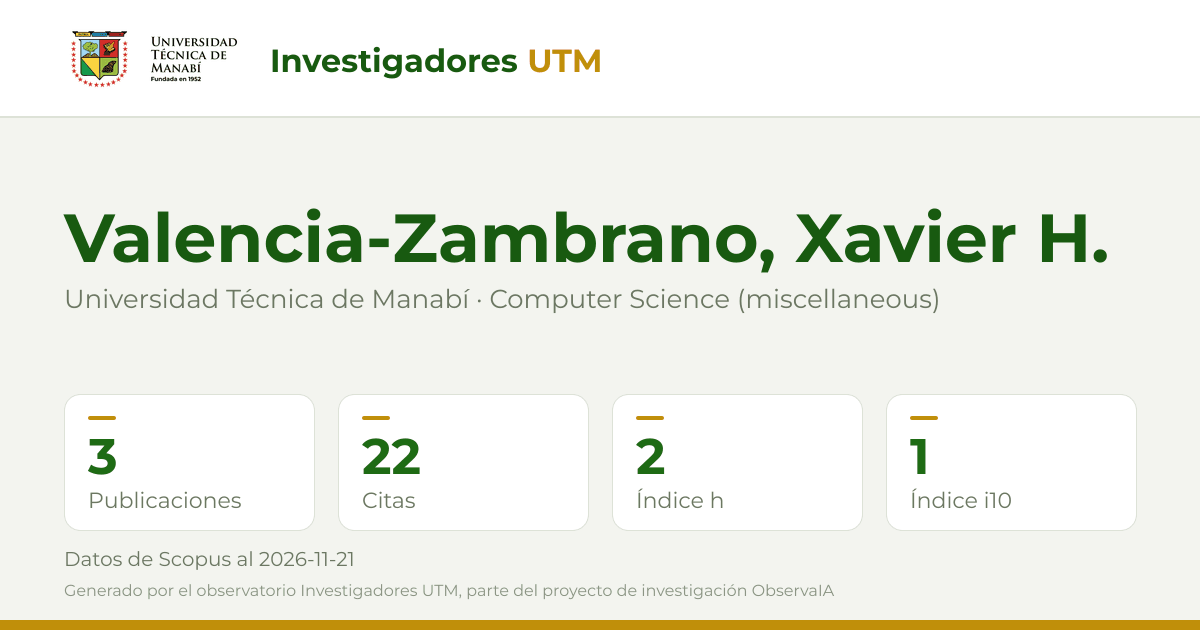 UNIVERSIDAD
TÉCNICA DE
MANABÍ
Fundada en 1952
Investigadores UTM
Valencia-Zambrano, Xavier H.
Universidad Técnica de Manabí · Computer Science (miscellaneous)
3
Publicaciones
22
Citas
2
Índice h
1
Índice i10
Datos de Scopus al 2026-11-21
Generado por el observatorio Investigadores UTM, parte del proyecto de investigación ObservaIA